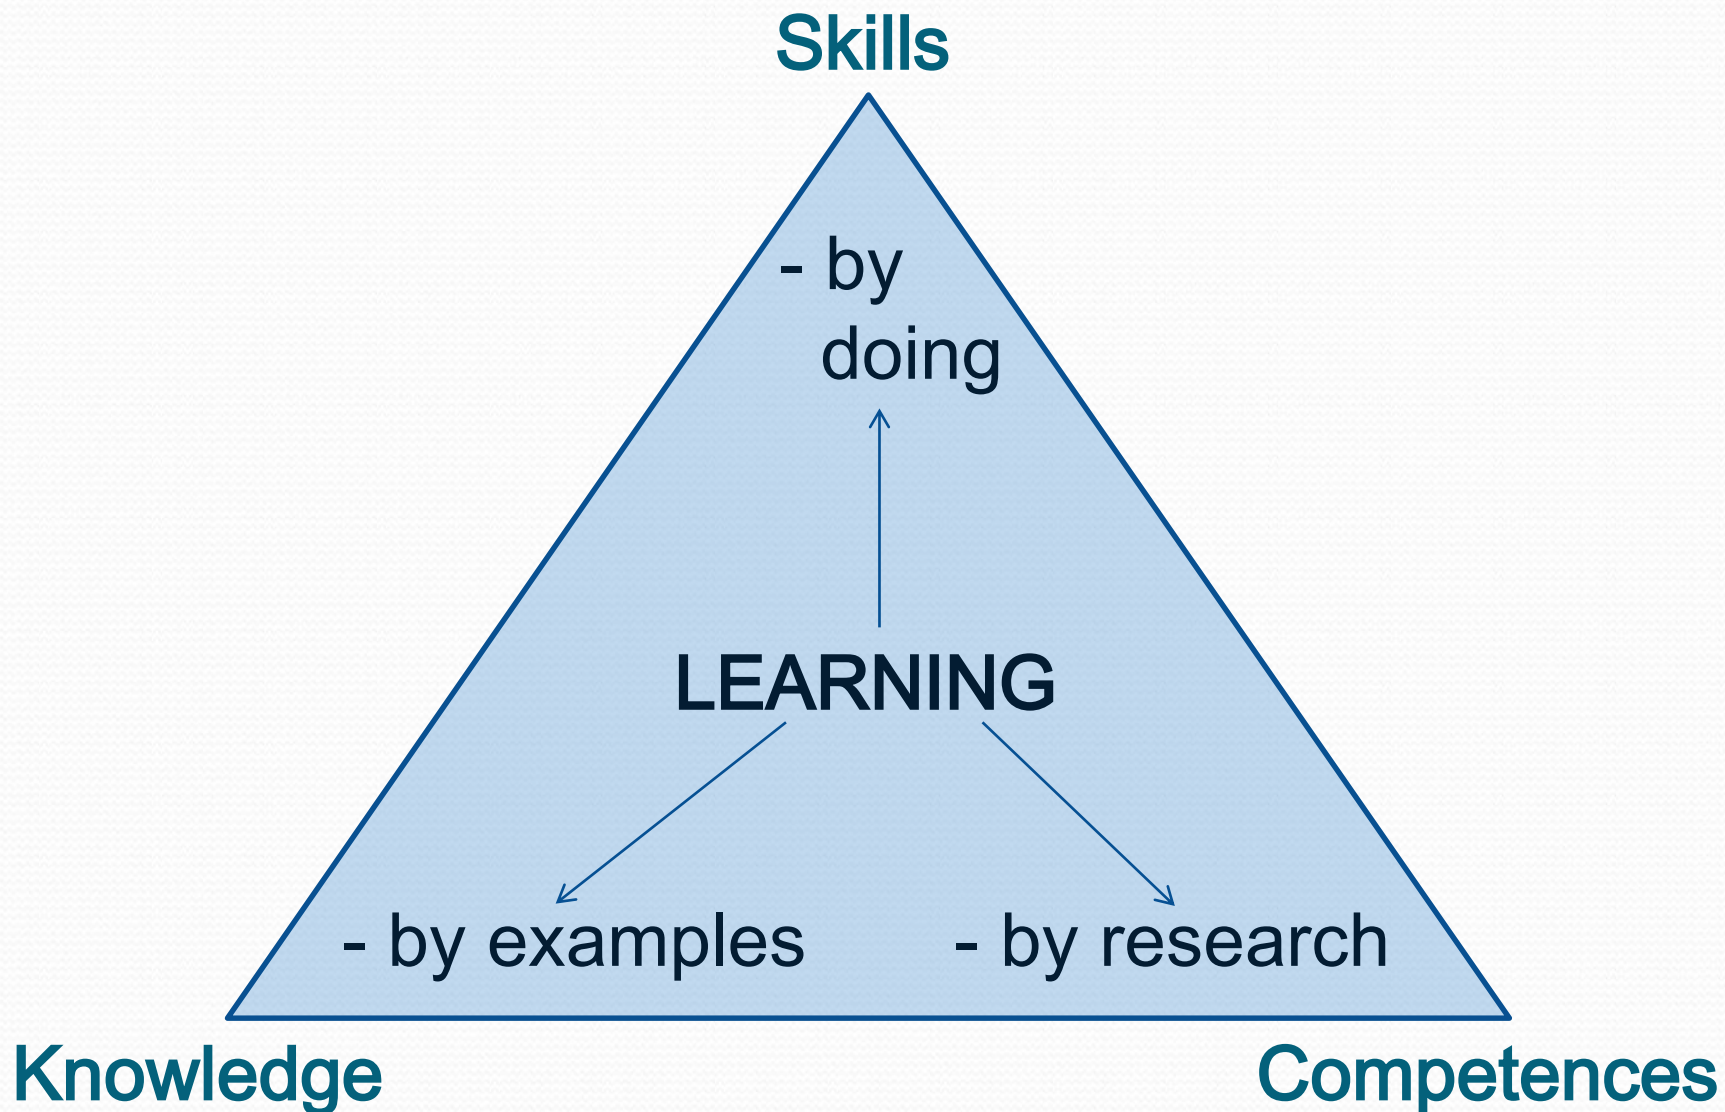 Skills
- by
doing
LEARNING
- by examples
- by research
Knowledge
Competences